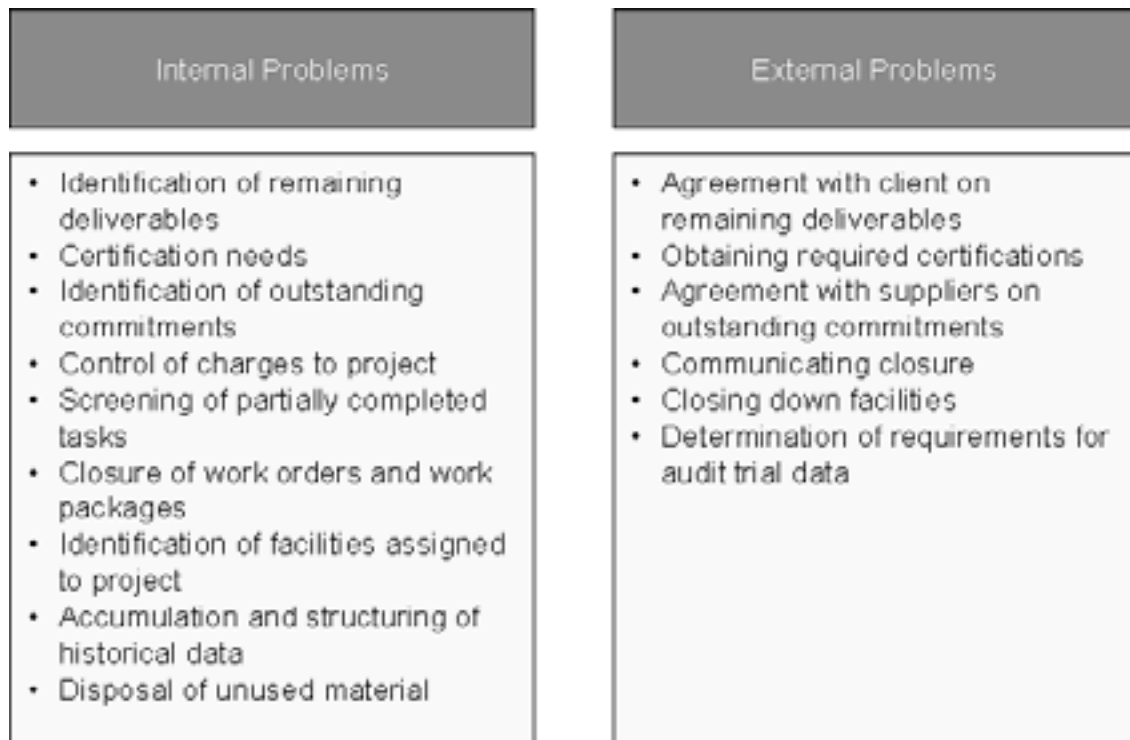 Internal Problems
• Identification of remaining
deliverables
• Certification needs
• Identification of outstanding
commitments
• Control of charges to project
• Screening of partially completed
tasks
• Closure of work orders and work
packages
• Identification of facilities assigned
to project
• Accumulation and structuring of
historical data
• Disposal of unused material
External Problems
• Agreement with client on
remaining deliverables
• Obtaining required certifications
• Agreement with suppliers on
outstanding commitments
• Communicating closure
• Closing down facilities
• Determination of requirements for
audit trial data